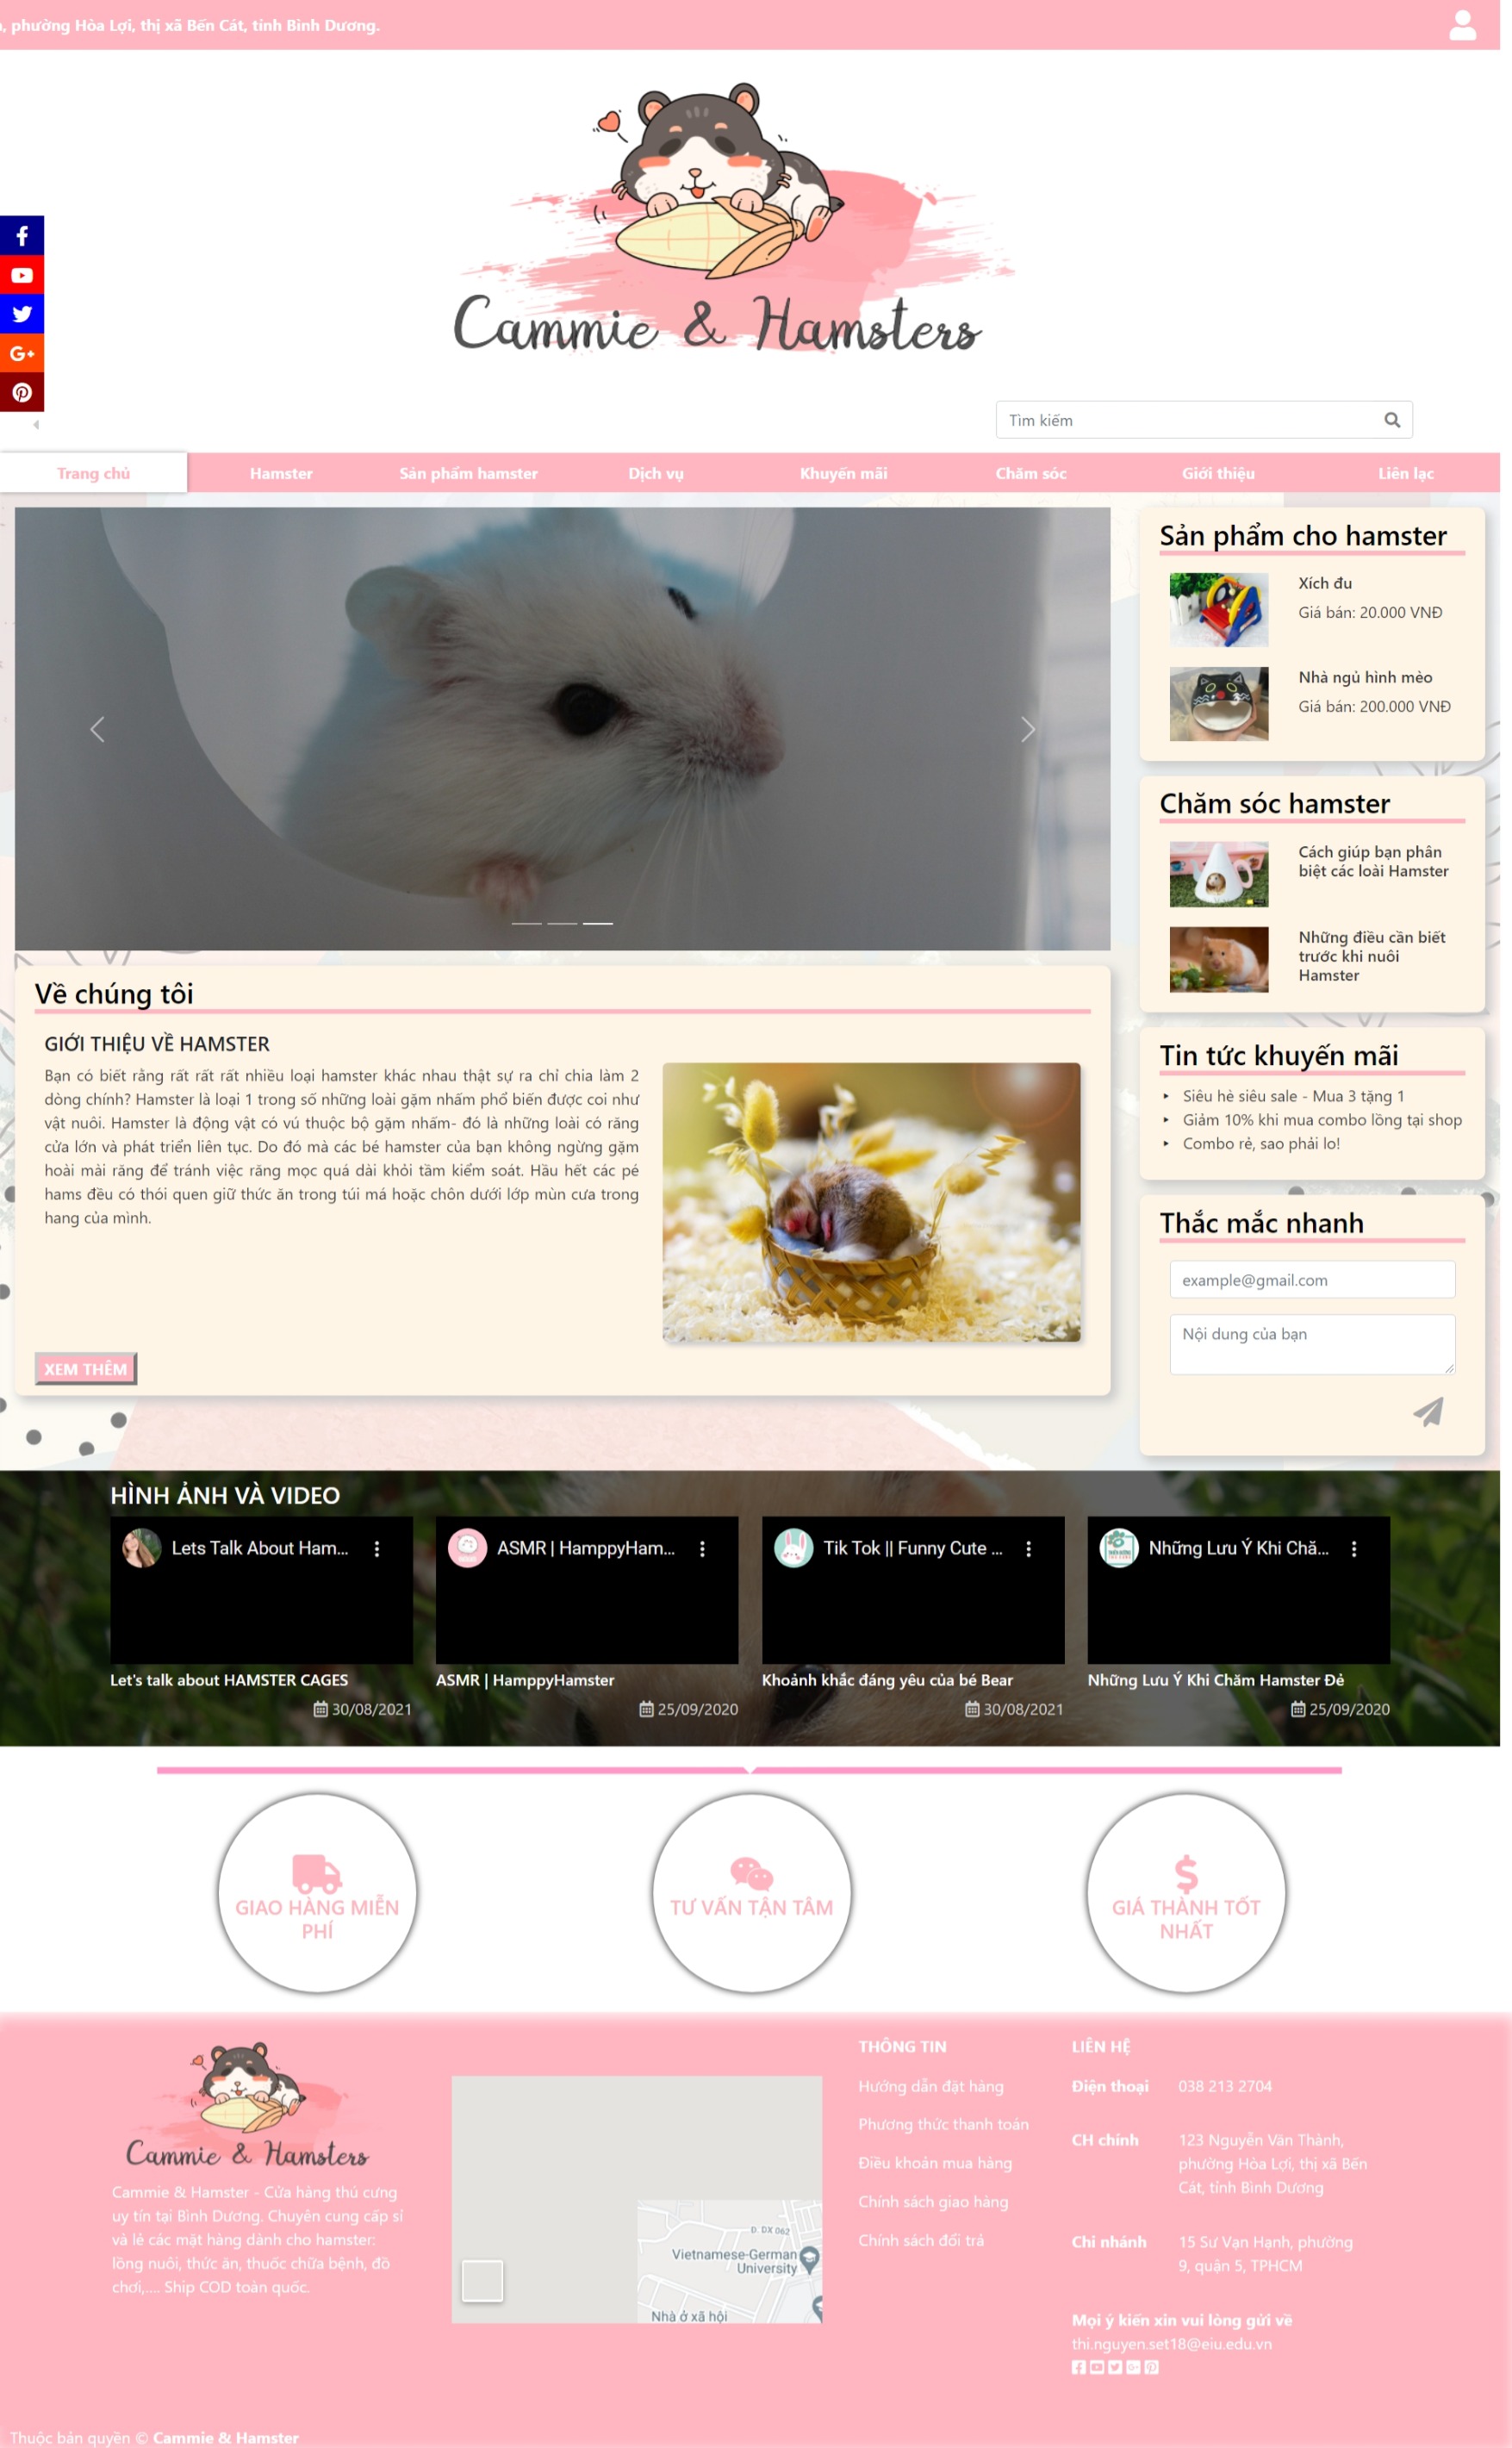 , phường Hòa Lợi, thị xã Bến Cát, tỉnh Bình Dương.
Cammie & Hamsters
Tìm kiếm
Trang chủ
Hamster
Sản phẩm hamster
Dịch vụ
Khuyến mãi
Chăm sóc
Giới thiệu
Liên lạc
Về chúng tôi
GIỚI THIỆU VỀ HAMSTER
Bạn có biết rằng rất rất rất nhiều loại hamster khác nhau thật sự ra chỉ chia làm 2
dòng chính? Hamster là loại 1 trong số những loài gặm nhấm phổ biến được coi như
vật nuôi. Hamster là động vật có vú thuộc bộ gặm nhấm- đó là những loài có răng
cửa lớn và phát triển liên tục. Do đó mà các bé hamster của bạn không ngừng gặm
hoài mài răng để tránh việc răng mọc quá dài khỏi tầm kiểm soát. Hầu hết các pé
hams đều có thói quen giữ thức ăn trong túi má hoặc chôn dưới lớp mùn cưa trong
hang của mình.
XEM THÊM
Sản phẩm cho hamster
Xích đu
Giá bán: 20.000 VNĐ
Nhà ngủ hình mèo
Giá bán: 200.000 VNĐ
Chăm sóc hamster
Cách giúp bạn phân
biệt các loài Hamster
Những điều cần biết
trước khi nuôi
Hamster
Tin tức khuyến mãi
Siêu hè siêu sale - Mua 3 tặng 1
Giảm 10% khi mua combo lồng tại shop
Combo rẻ, sao phải lo!
Thắc mắc nhanh
example@gmail.com
Nội dung của bạn
HÌNH ẢNH VÀ VIDEO
Lets Talk About Ham...
Let's talk about HAMSTER CAGES
30/08/2021
ASMR | HamppyHam...
ASMR | HamppyHamster
25/09/2020
Tik Tok || Funny Cute ...
Khoảnh khắc đáng yêu của bé Bear
30/08/2021
Những Lưu Ý Khi Chă...
Những Lưu Ý Khi Chăm Hamster Đẻ
25/09/2020
GIAO HÀNG MIỄN
PHÍ
TƯ VẤN TẬN TÂM
GIÁ THÀNH TỐT
NHẤT
Cammie & Hamsters
Cammie & Hamster - Cửa hàng thú cưng
uy tín tại Bình Dương. Chuyên cung cấp sỉ
và lẻ các mặt hàng dành cho hamster:
lồng nuôi, thức ăn, thuốc chữa bệnh, đồ
chơi,.... Ship COD toàn quốc.
Đ. DX 062
Vietnamese-German
University
Nhà ở xã hội
THÔNG TIN
Hướng dẫn đặt hàng
Phương thức thanh toán
Điều khoản mua hàng
Chính sách giao hàng
Chính sách đổi trả
LIÊN HỆ
Điện thoại
038 213 2704
CH chính
123 Nguyễn Văn Thành,
phường Hòa Lợi, thị xã Bến
Cát, tỉnh Bình Dương
Chi nhánh
15 Sư Vạn Hạnh, phường
9, quận 5, TPHCM
Mọi ý kiến xin vui lòng gửi về
thi.nguyen.set18@eiu.edu.vn
Thuộc bản quyền © Cammie & Hamster